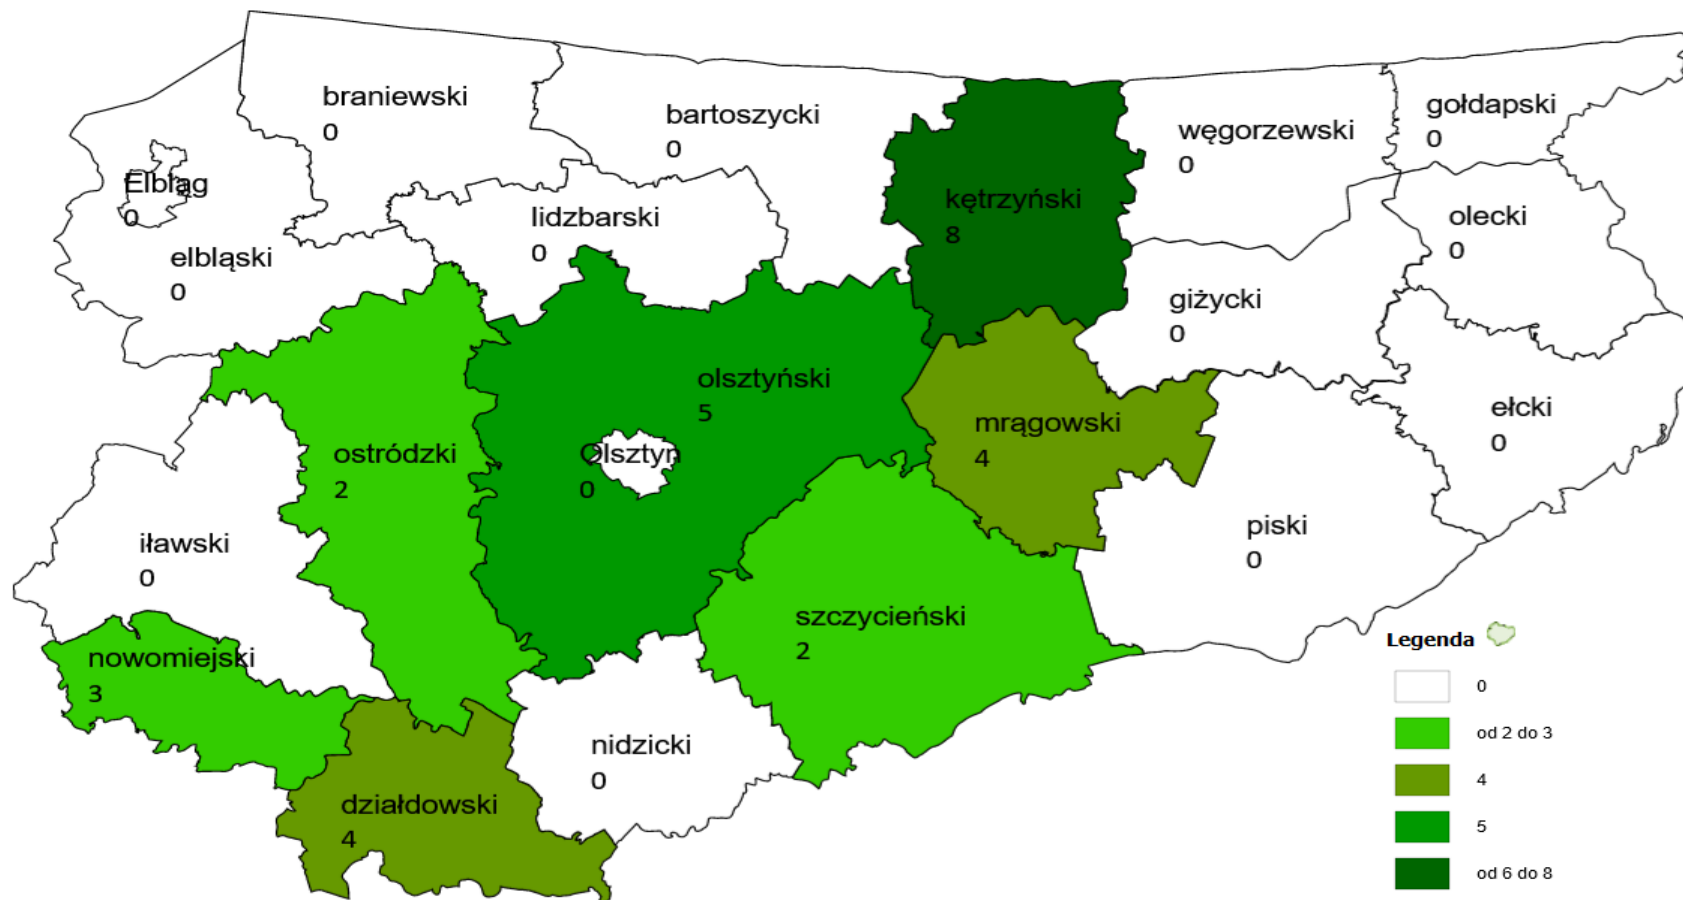 braniewski
0
bartoszycki
0
węgorzewski
0
gołdapski
0
Elbląg
0
lidzbarski
0
kętrzyński
8
olecki
0
elbląski
0
giżycki
0
olsztyński
5
ełcki
0
mrągowski
4
ostródzki
2
Olsztyn
0
piski
0
iławski
0
szczycieński
2
nowomiejski
3
nidzicki
0
działdowski
4
Legenda
0
od 2 do 3
4
5
od 6 do 8